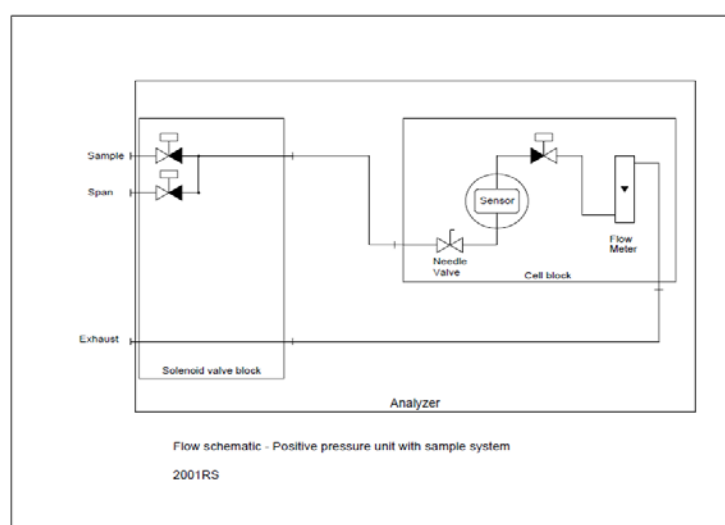 Sample
Span
Sensor
Needle
Valve
Flow
Meter
Cell block
Exhaust
Solenoid valve block
Analyzer
Flow schematic - Positive pressure unit with sample system
2001RS